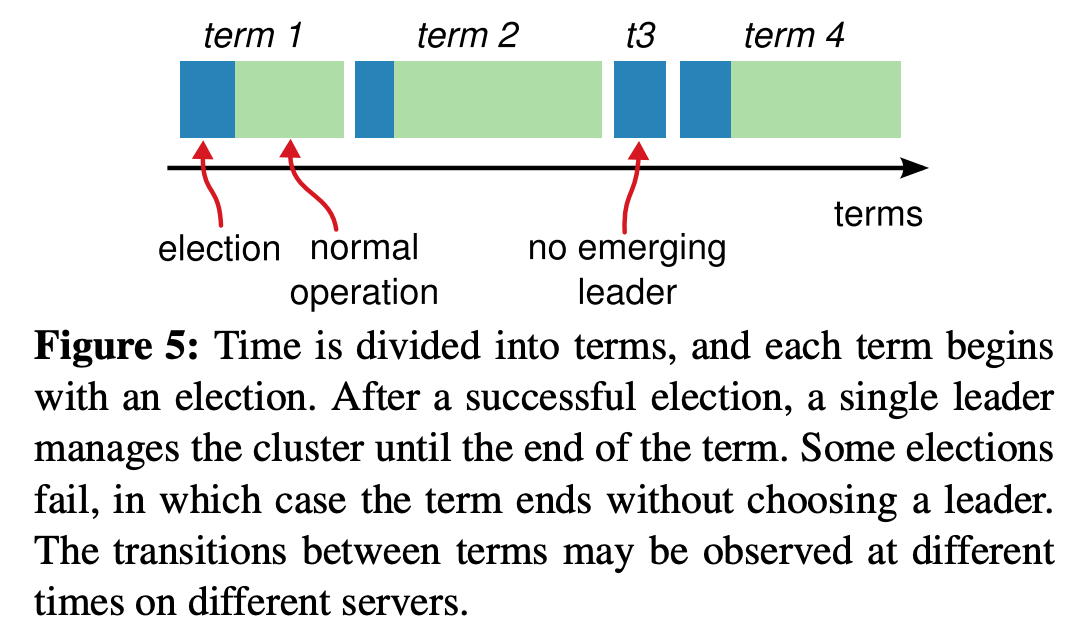 term 1 term 2 t3 term 4
terms
election normal no emerging
operation leader
Figure 5: Time is divided into terms, and each term begins
with an election. After a successful election, a single leader
manages the cluster until the end of the term. Some elections
fail, in which case the term ends without choosing a leader.
The transitions between terms may be observed at different
times on different servers.